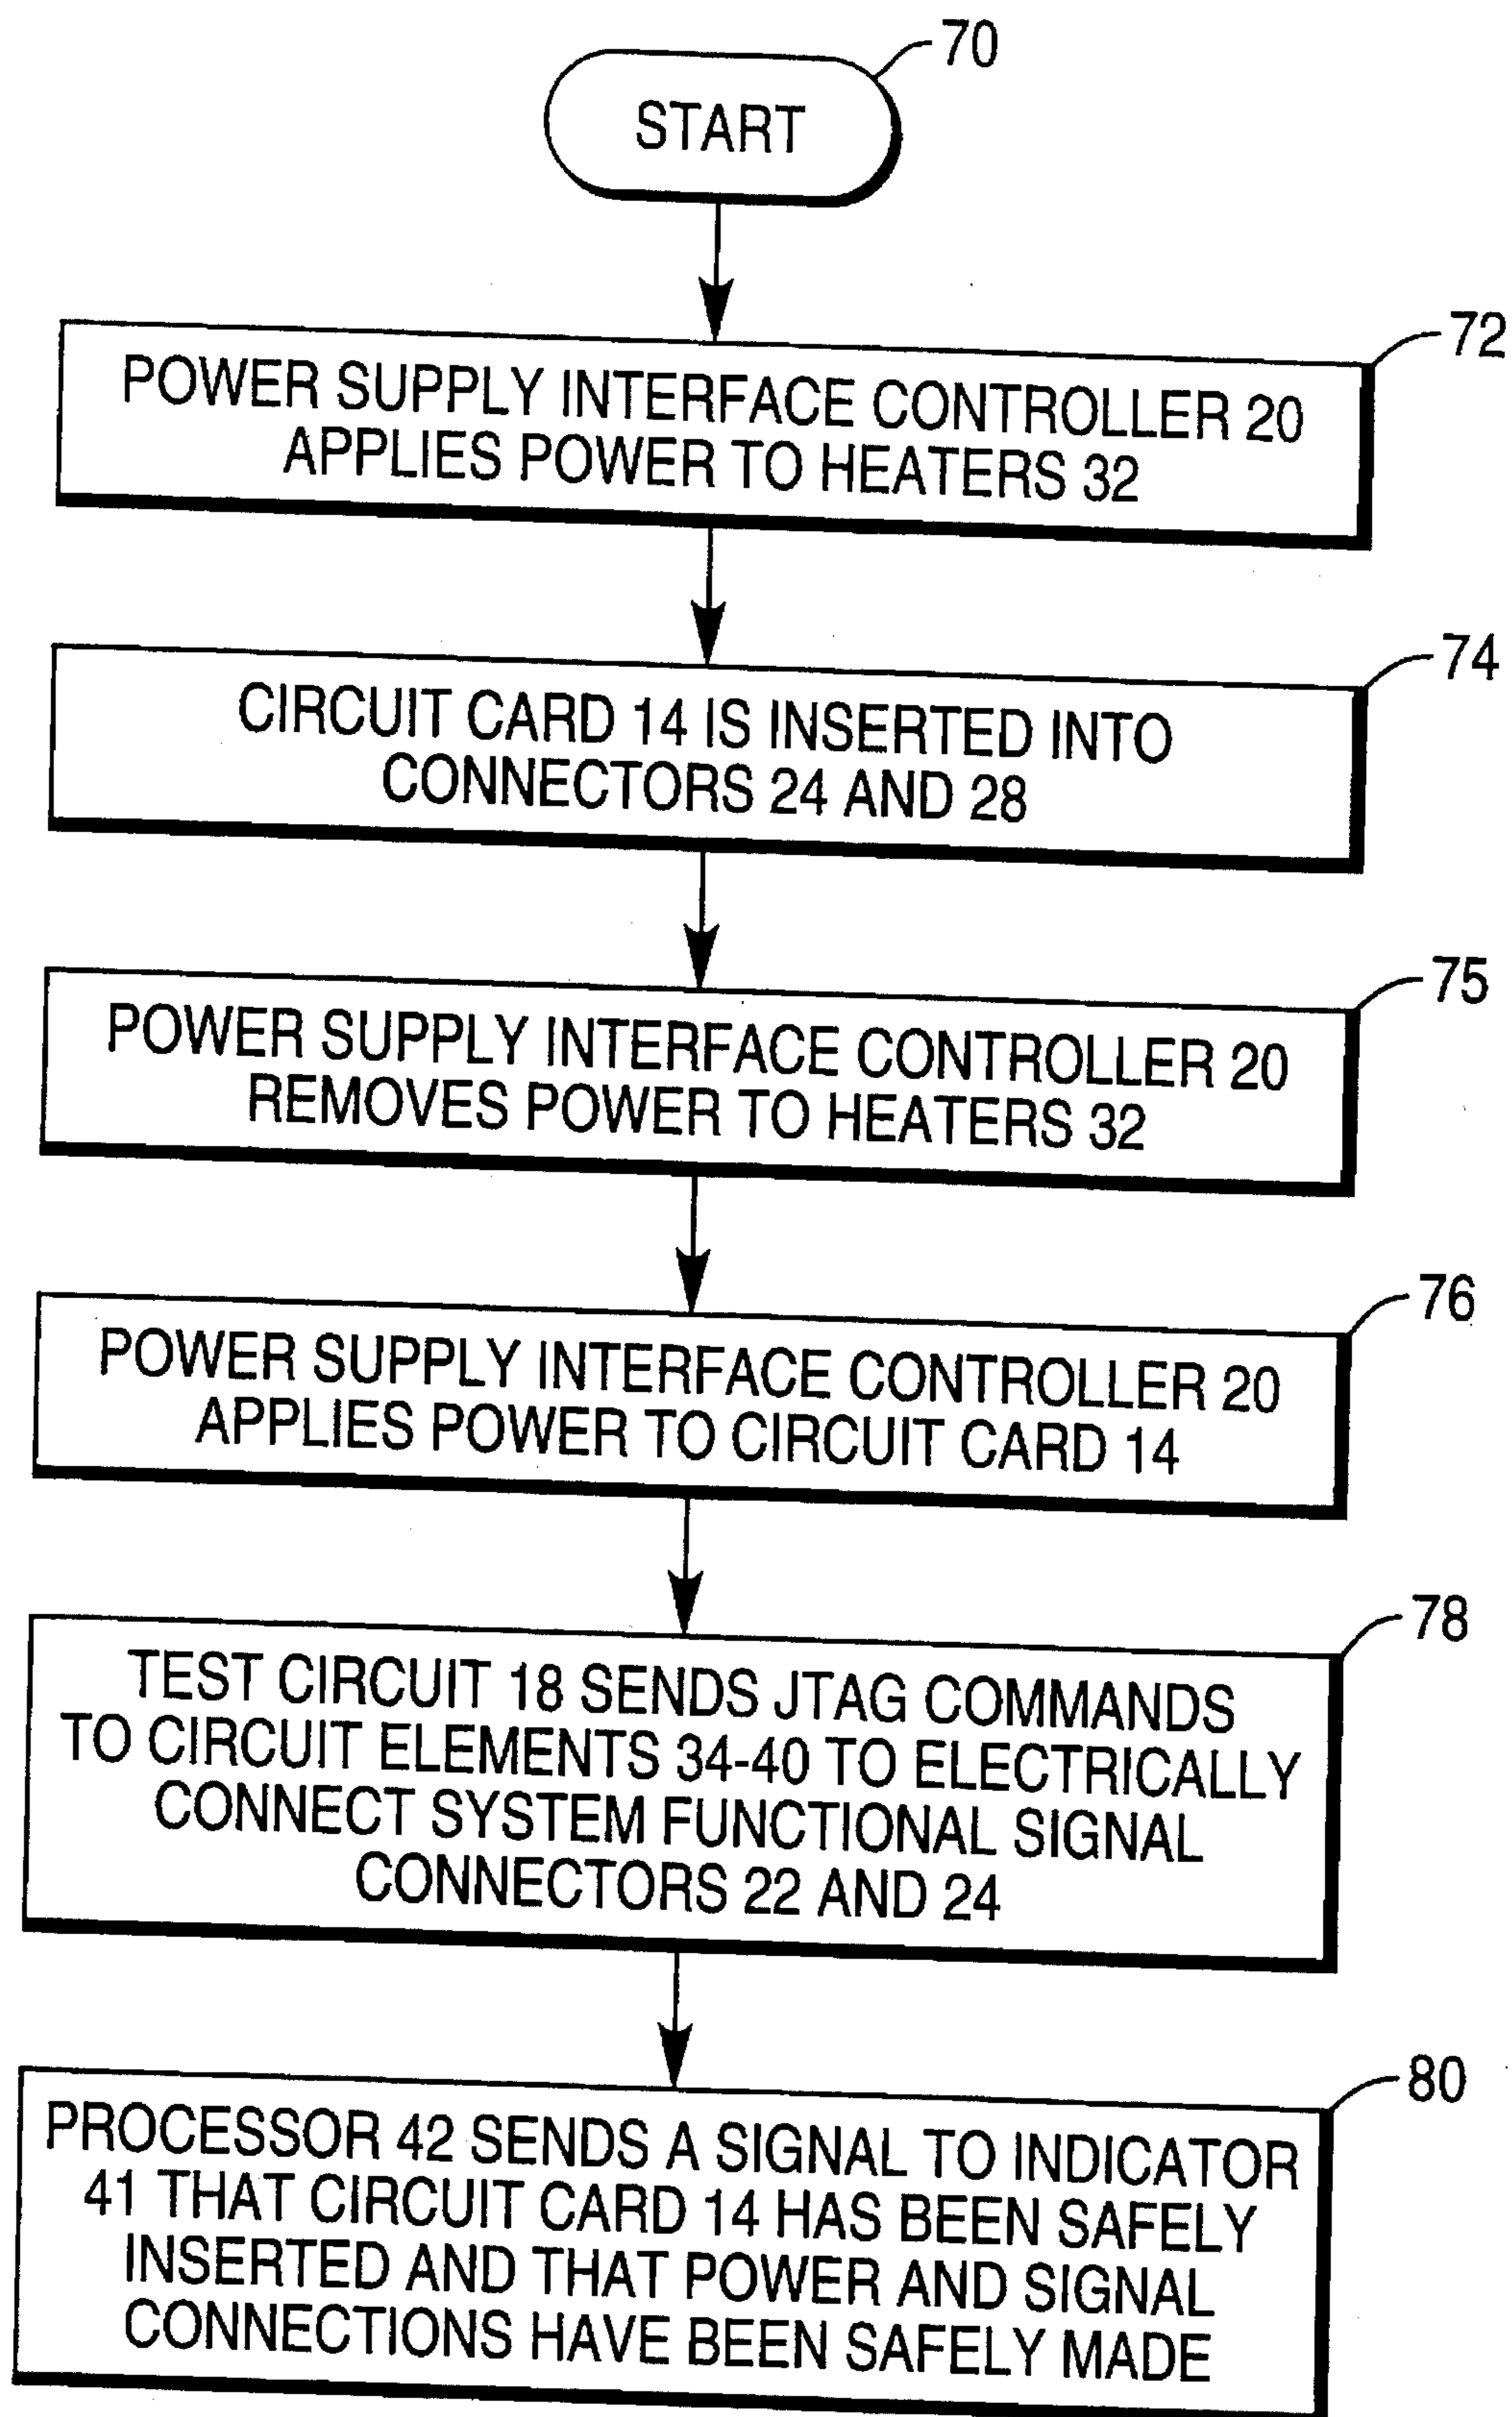 70
START
72
POWER SUPPLY INTERFACE CONTROLLER 20
APPLIES POWER TO HEATERS 32
74
CIRCUIT CARD 14 IS INSERTED INTO
CONNECTORS 24 AND 28
75
POWER SUPPLY INTERFACE CONTROLLER 20
REMOVES POWER TO HEATERS 32
76
POWER SUPPLY INTERFACE CONTROLLER 20
APPLIES POWER TO CIRCUIT CARD 14
78
TEST CIRCUIT 18 SENDS JTAG COMMANDS
TO CIRCUIT ELEMENTS 34-40 TO ELECTRICALLY
CONNECT SYSTEM FUNCTIONAL SIGNAL
CONNECTORS 22 AND 24
80
PROCESSOR 42 SENDS A SIGNAL TO INDICATOR
41 THAT CIRCUIT CARD 14 HAS BEEN SAFELY
INSERTED AND THAT POWER AND SIGNAL
CONNECTIONS HAVE BEEN SAFELY MADE